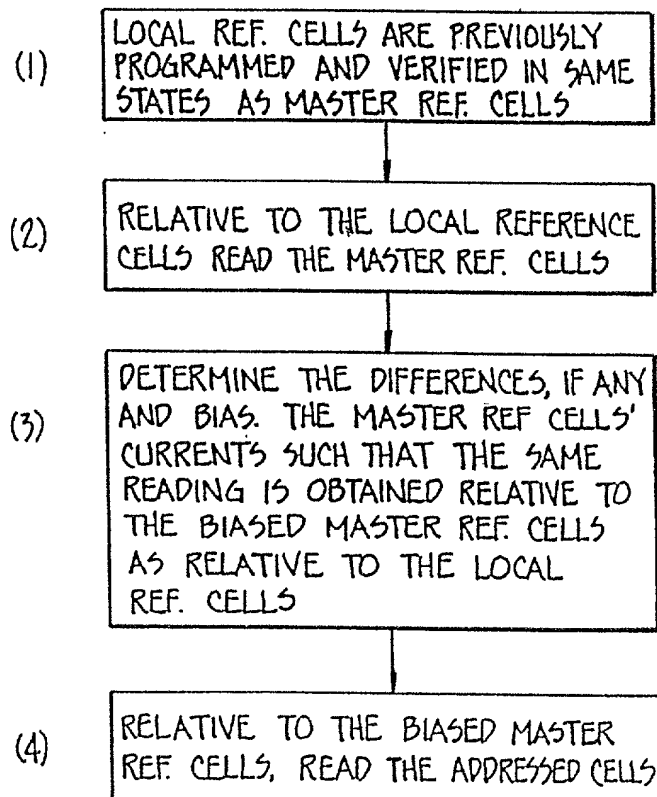 (1)
LOCAL REF. CELLS ARE PREVIOUSLY
PROGRAMMED AND VERIFIED IN SAME
STATES AS MASTER REF. CELLS
(2)
RELATIVE TO THE LOCAL REFERENCE
CELLS READ THE MASTER REF. CELLS
(3)
DETERMINE THE DIFFERENCES, IF ANY
AND BIAS. THE MASTER REF CELLS'
CURRENTS SUCH THAT THE SAME
READING IS OBTAINED RELATIVE TO
THE BIASED MASTER REF. CELLS
AS RELATIVE TO THE LOCAL
REF. CELLS
(4)
RELATIVE TO THE BIASED MASTER
REF. CELLS, READ THE ADDRESSED CELLS